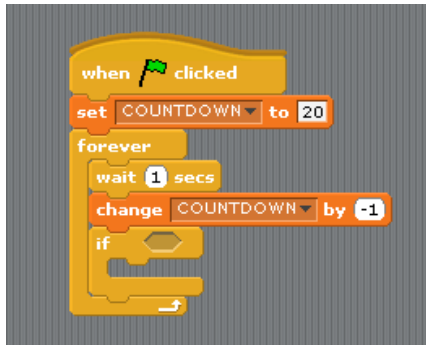 when clicked
set COUNTDOWN to 20
forever
wait 1 secs
change COUNTDOWN by -1
if